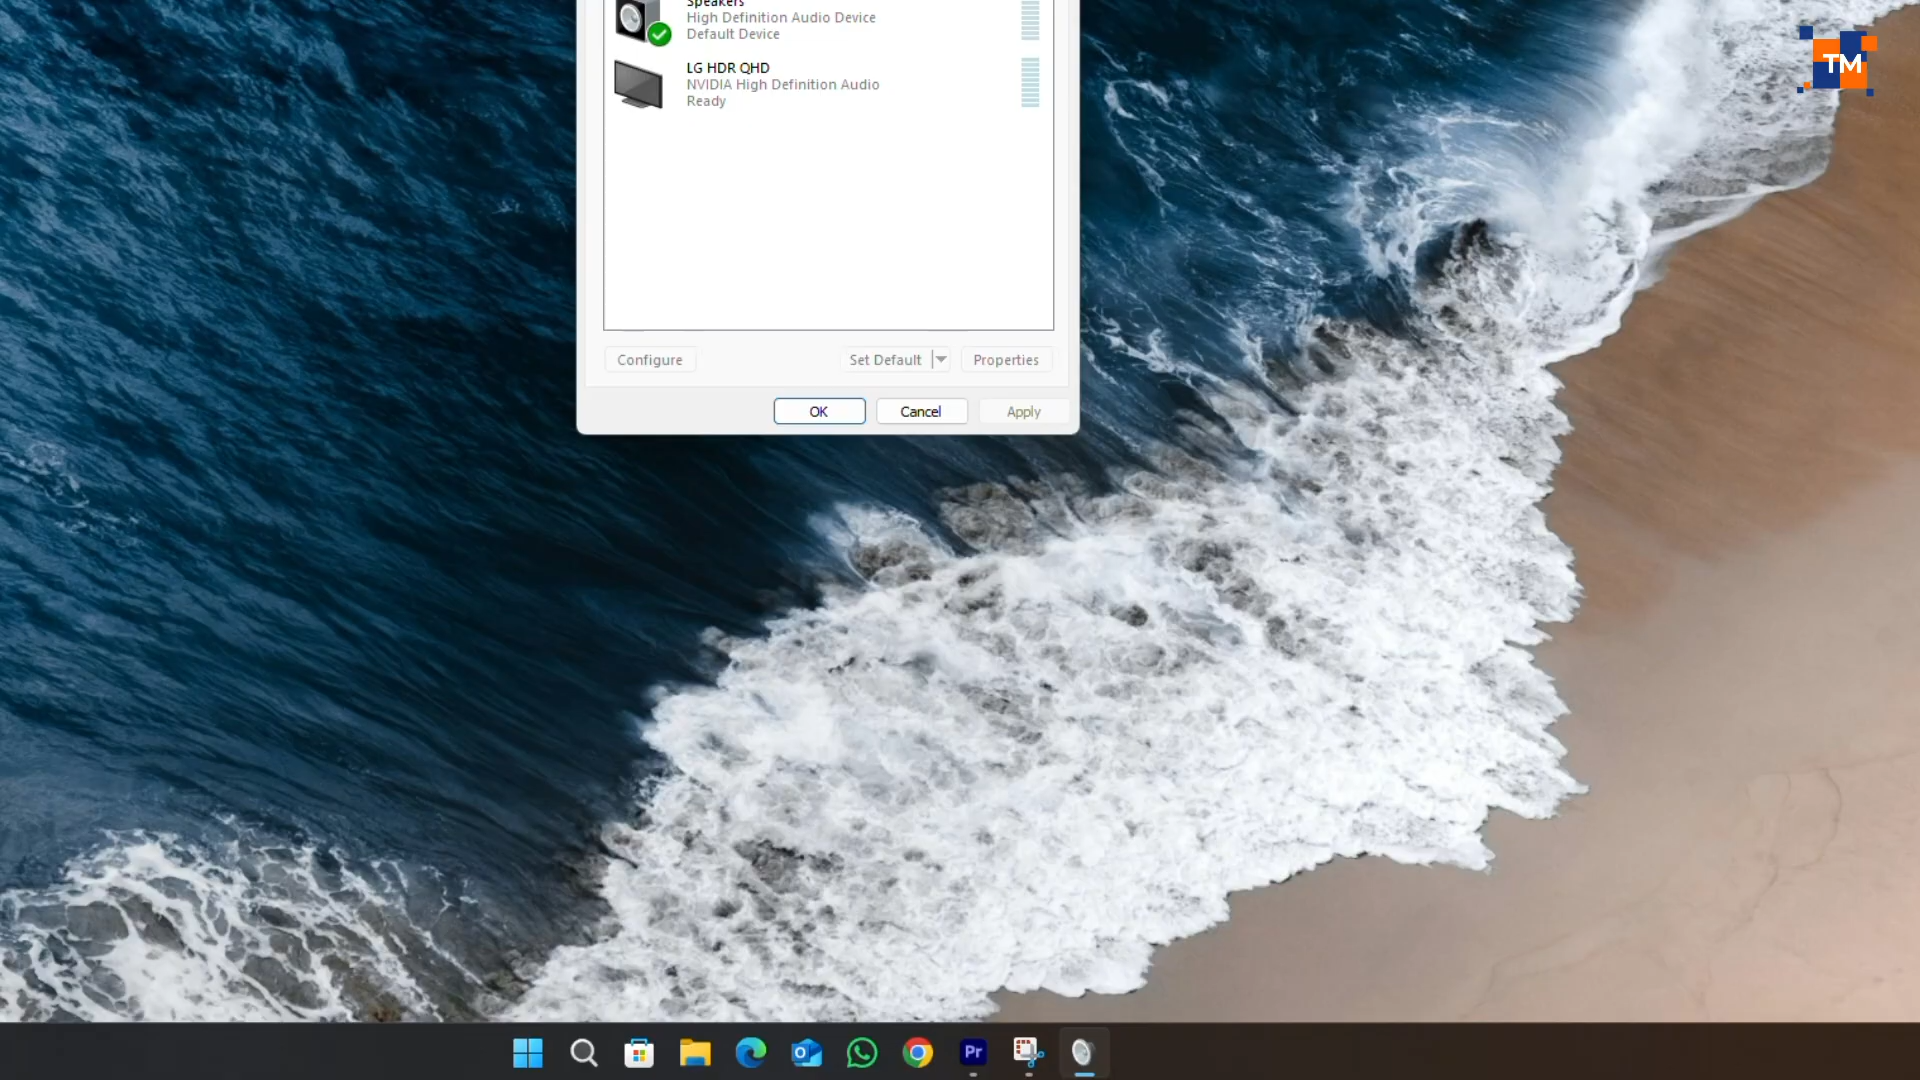 Speakers
High Definition Audio Device
Default Device
TM
LG HDR QHD
NVIDIA High Definition Audio
Ready
Configure
Set Default
Properties
OK
Cancel
Apply
Pr